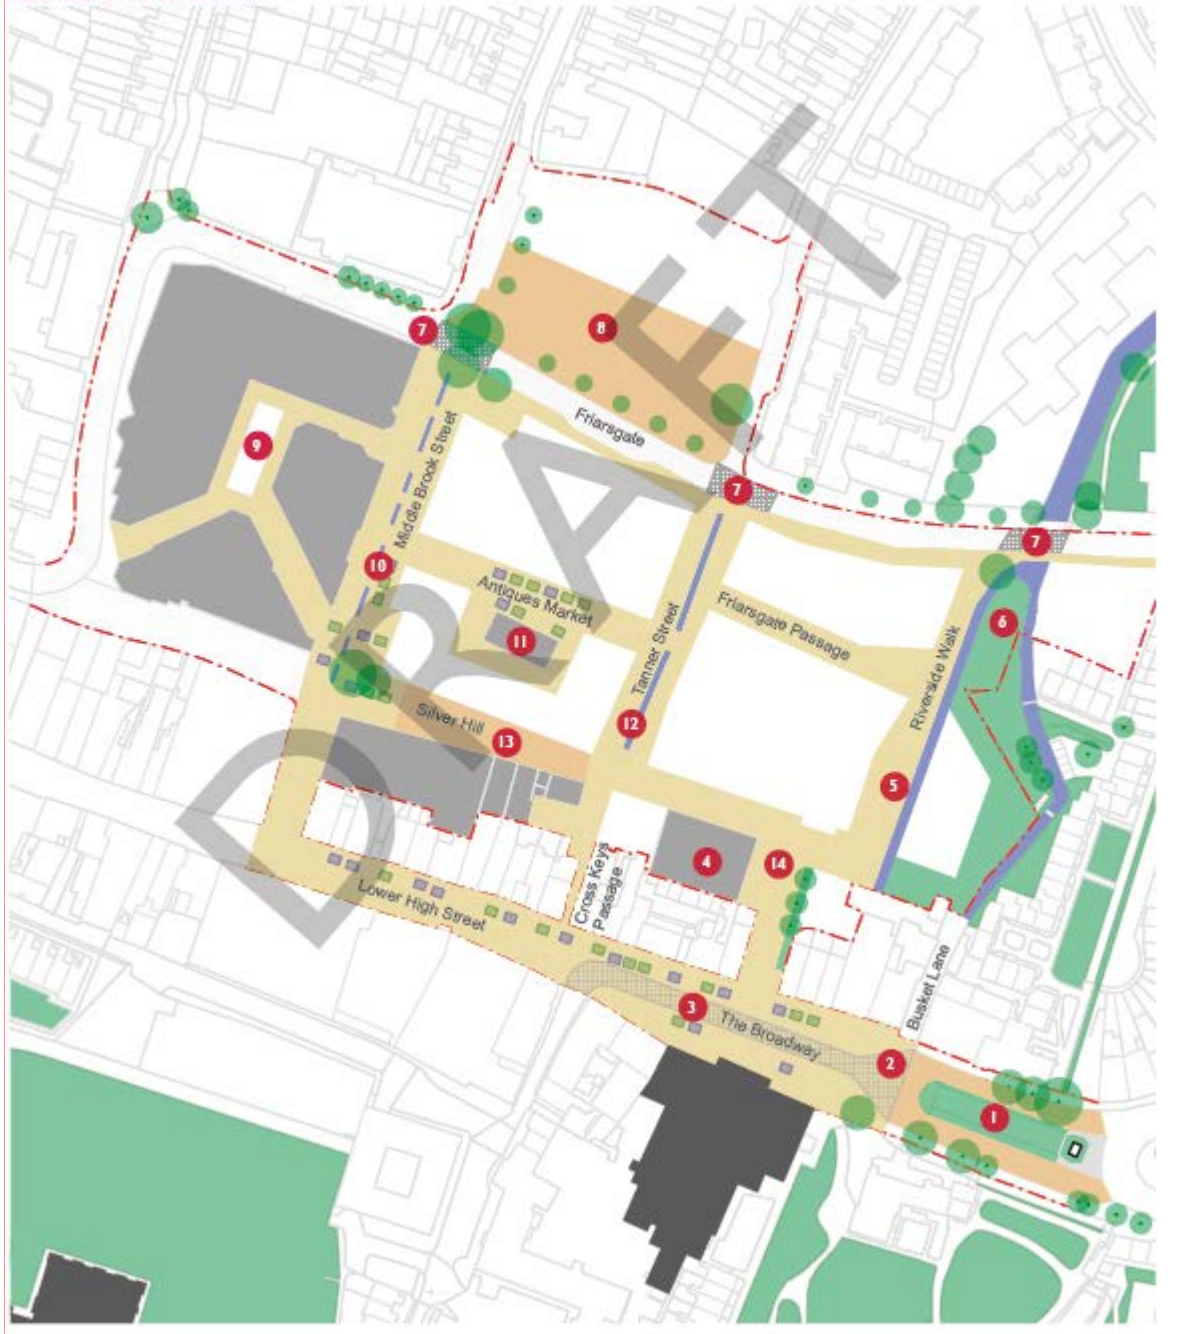 DRAFT
8
7
Friarsgate
9
Middle Brook Street
7
7
10
Antiques Market
11
Friarsgate Passage
6
Tanner Street
Riverside Walk
Silver Hill
12
13
5
4
14
Cross Keys
Passage
Lower High Street
Busket Lane
3
The Broadway
2
1